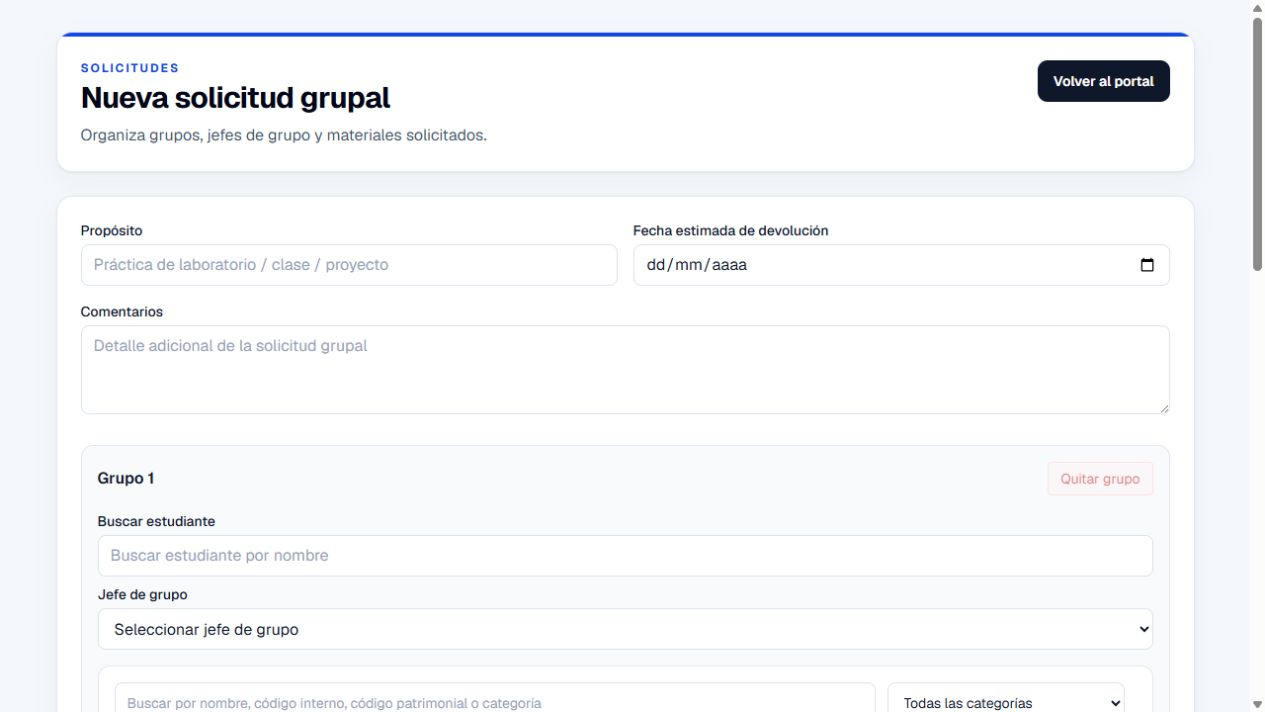 SOLICITUDES
Nueva solicitud grupal
Organiza grupos, jefes de grupo y materiales solicitados.
Volver al portal
Propósito
Práctica de laboratorio / clase / proyecto
Fecha estimada de devolución
dd/mm/aaaa
Comentarios
Detalle adicional de la solicitud grupal
Grupo 1
Quitar grupo
Buscar estudiante
Buscar estudiante por nombre
Jefe de grupo
Seleccionar jefe de grupo
Buscar por nombre, código interno, código patrimonial o categoría
Todas las categorías